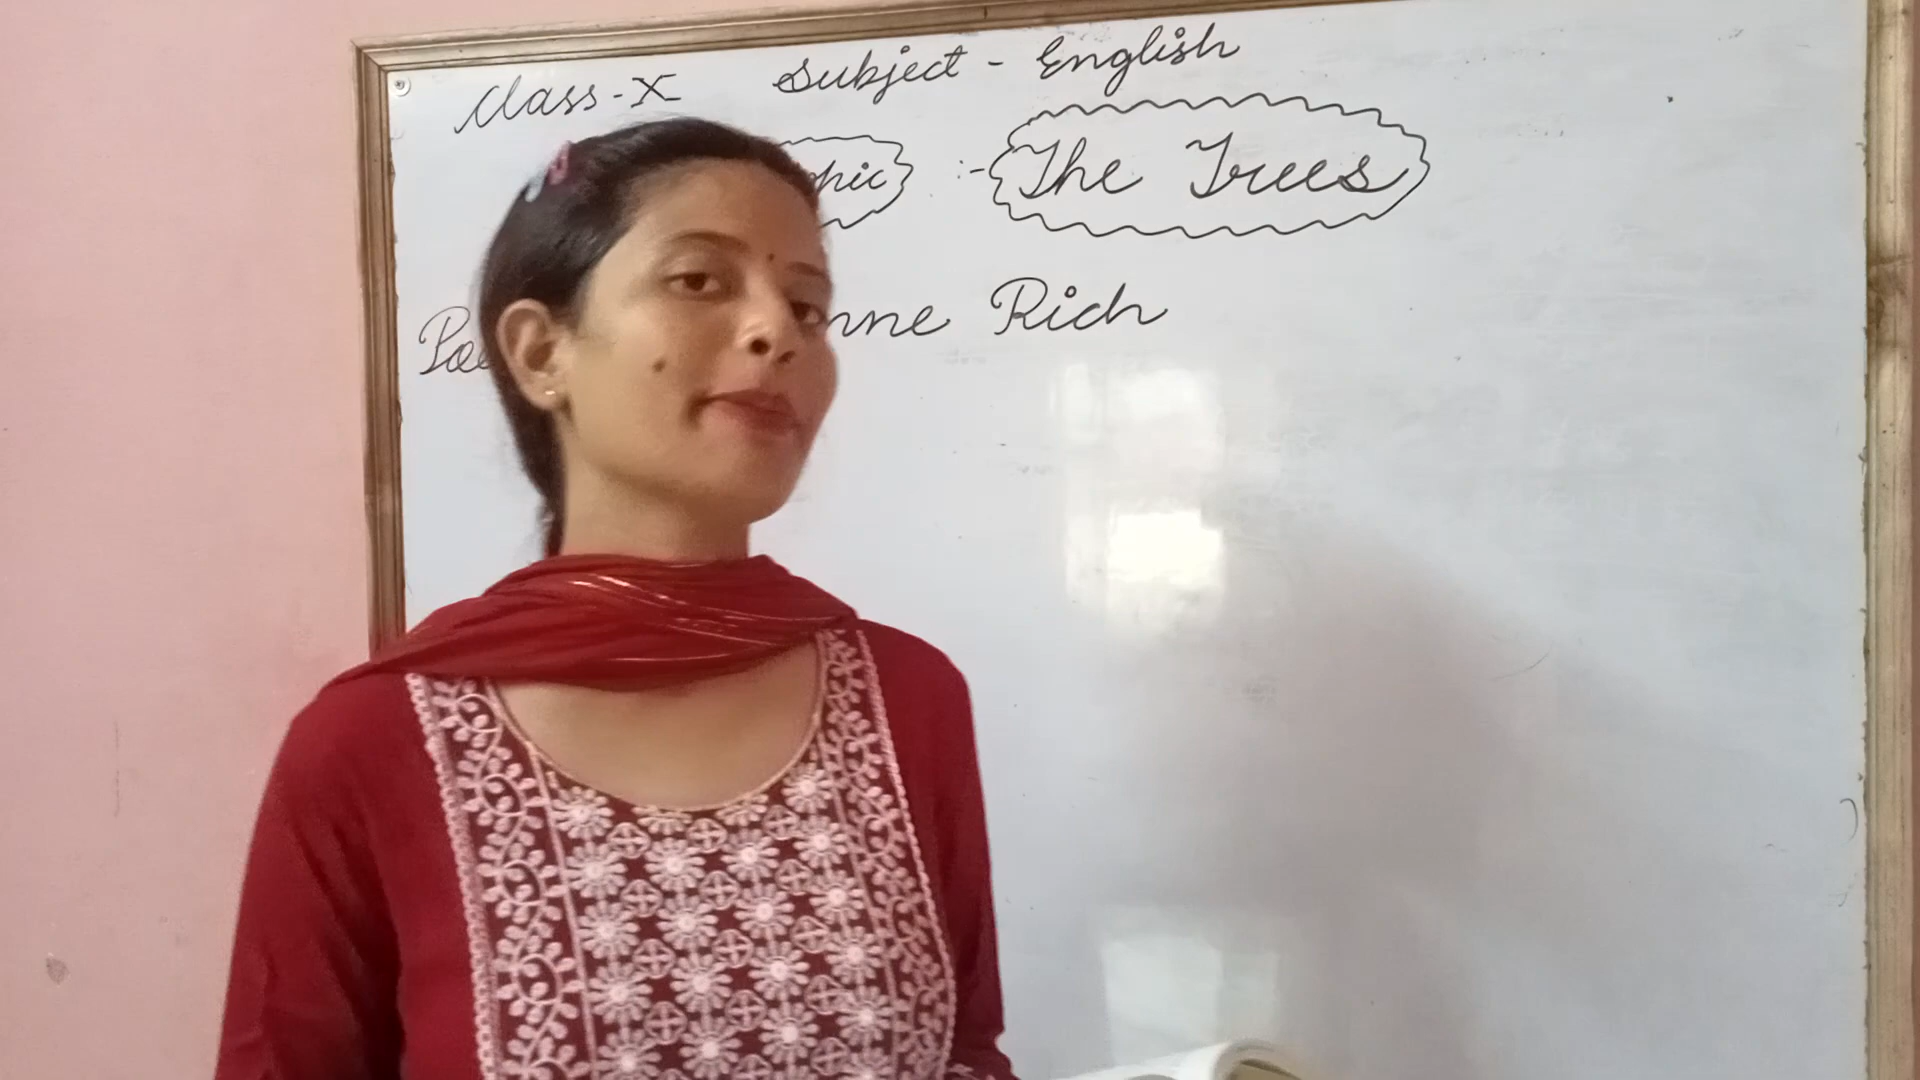 Class - X Subject - English
:- The Trees
Rich